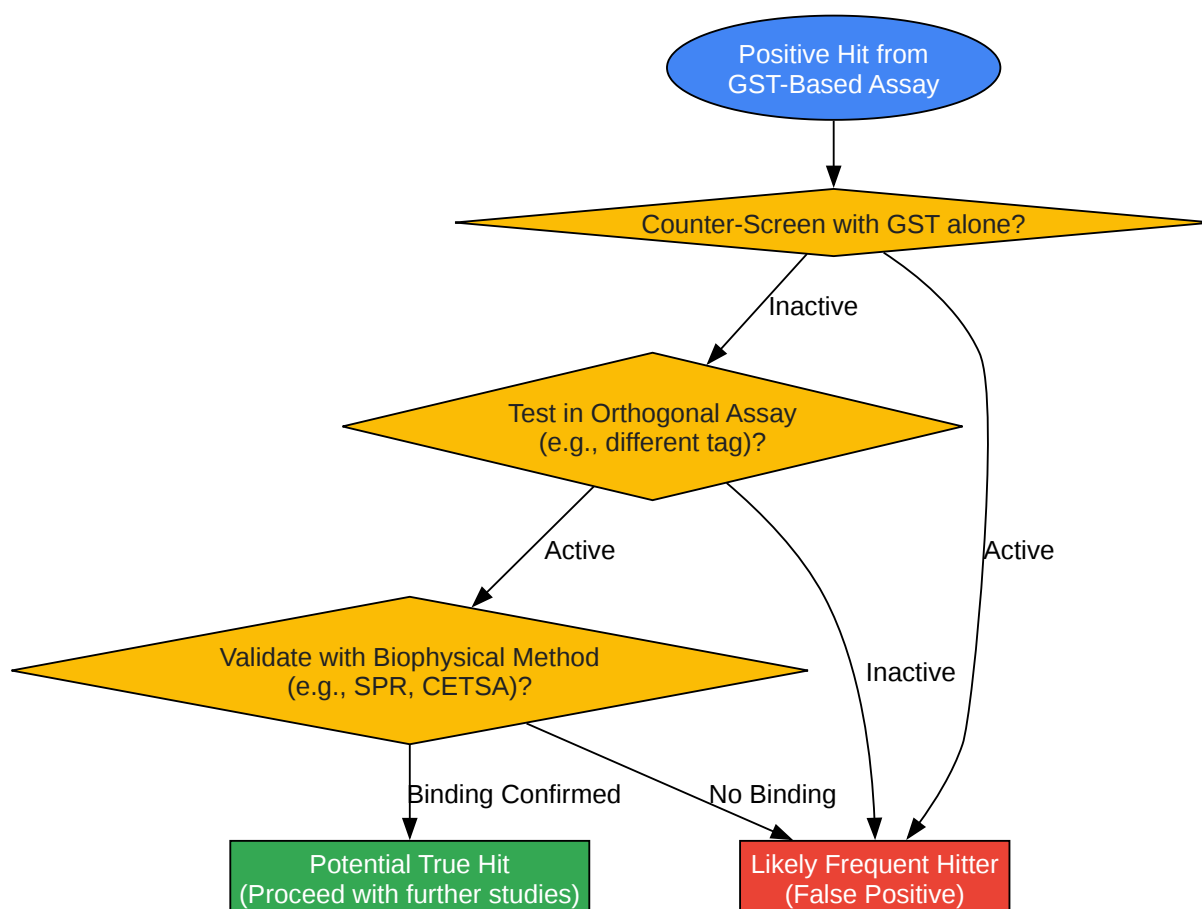 Positive Hit from
GST-Based Assay
Counter-Screen with GST alone?
Inactive
Test in Orthogonal Assay
(e.g., different tag)?
Active
Active
Validate with Biophysical Method
(e.g., SPR, CETSA)?
Inactive
Binding Confirmed
No Binding
Potential True Hit
(Proceed with further studies)
Likely Frequent Hitter
(False Positive)